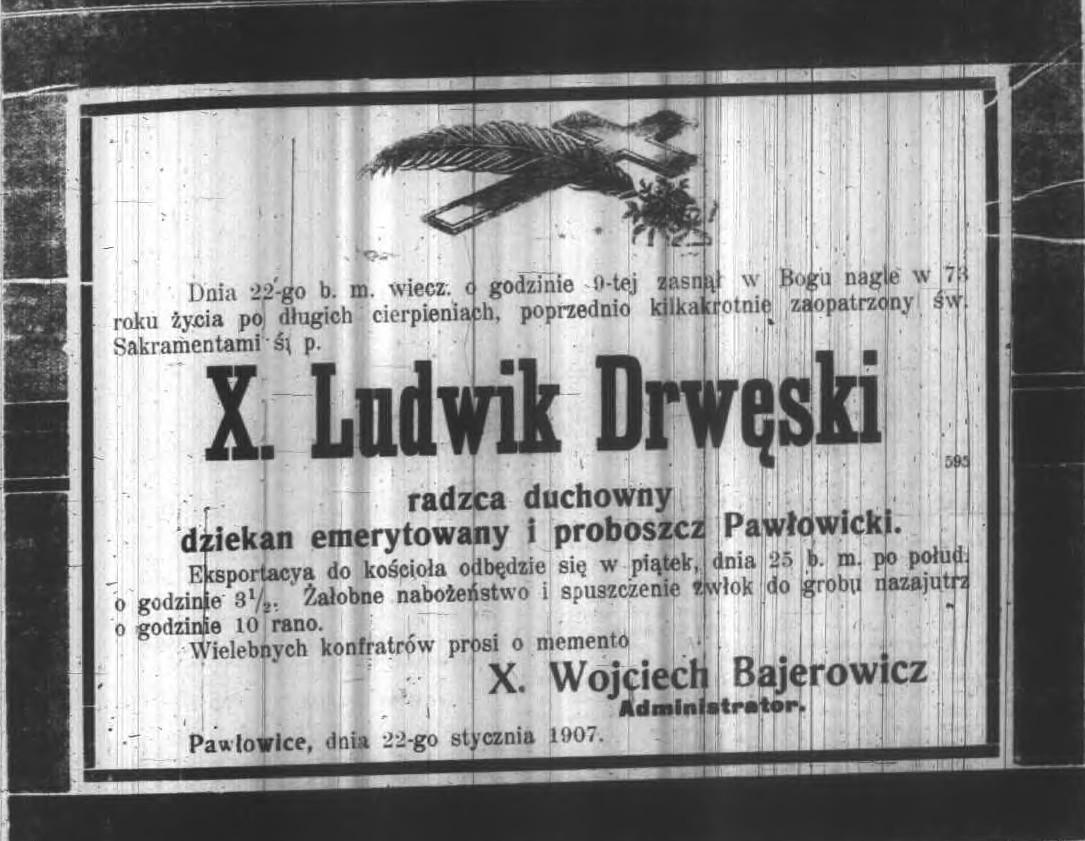 Dnia 22-go b. m. wiecz. o godzinie 9-tej zasnął w Bogu nagle w 73
roku życia po długich cierpieniach, poprzednio kilkakrotnie zaopatrzony św.
Sakramentami ś. p.
X. Ludwik Drwęski
595
radzca duchowny
dziekan emerytowany i proboszcz Pawłowicki.
Eksportacya do kościoła odbędzie się w piątek, dnia 25 b. m. po połud.
o godzinie 3½. Żałobne nabożeństwo i spuszczenie zwłok do grobu nazajutrz
o godzinie 10 rano.
Wielebnych konfratrów prosi o memento
X. Wojciech Bajerowicz
Administrator.
Pawłowice, dnia 22-go stycznia 1907.